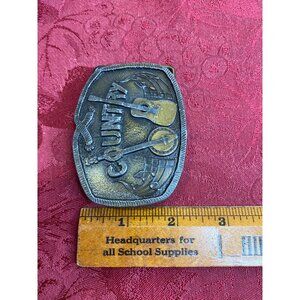 COUNTRY
1 2 3
Headquarters for
all School Supplies